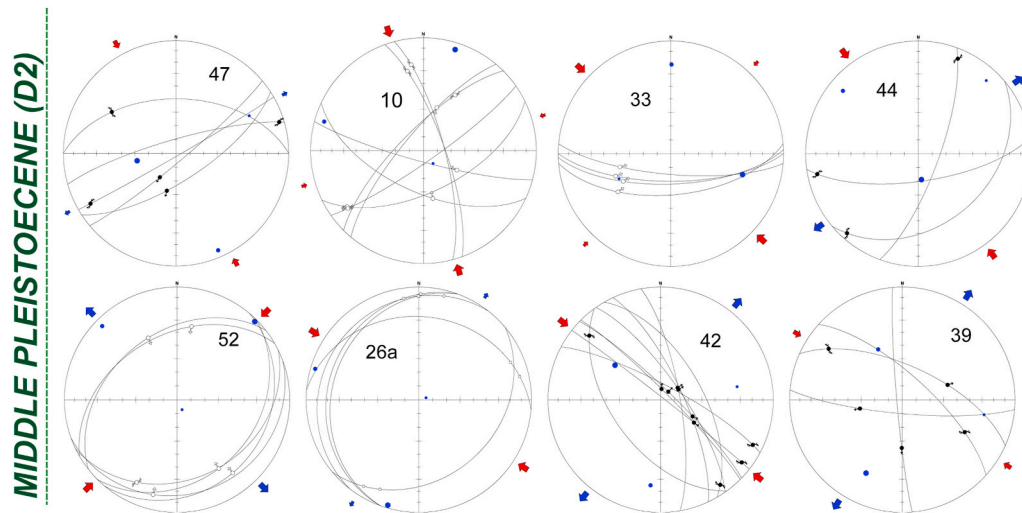 MIDDLE PLEISTOECENE (D2)
N
47
N
10
N
33
N
44
N
52
N
26a
N
42
N
39